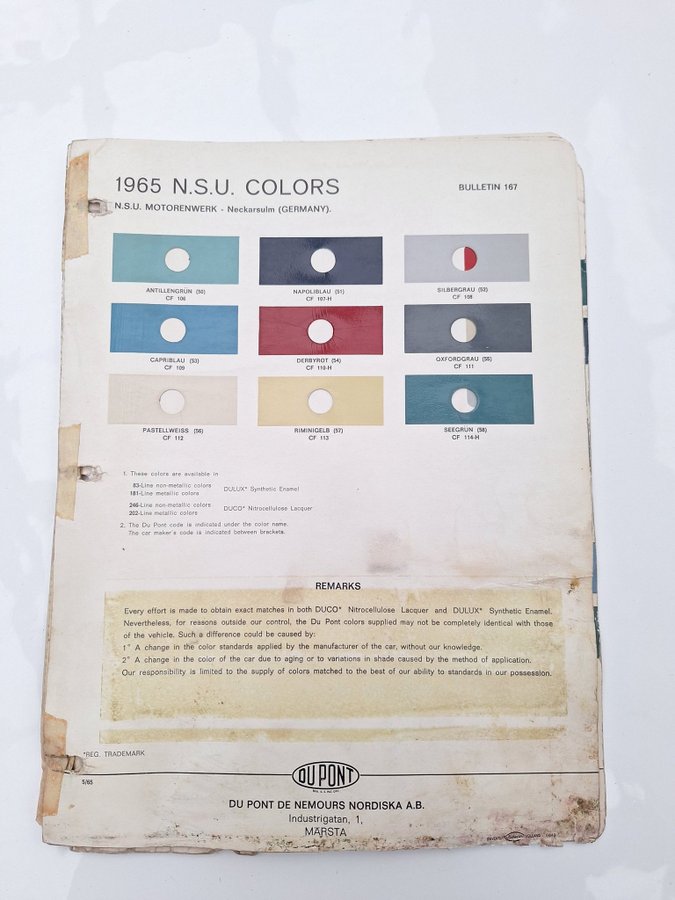 1965 N.S.U. COLORS
BULLETIN 167
N.S.U. MOTORENWERK - Neckarsulm (GERMANY).
ANTILLENGRÜN (50)
CF 106
NAPOLIBLAU (51)
CF 107-H
SILBERGRAU (52)
CF 108
CAPRIBLAU (53)
CF 109
DERBYROT (54)
CF 110-H
OXFORDGRAU (55)
CF 111
PASTELLWEISS (56)
CF 112
RIMINIGELB (57)
CF 113
SEEGRÜN (58)
CF 114-H
1. These colors are available in
83-Line non-metallic colors
181-Line metallic colors
DULUX* Synthetic Enamel
246-Line non-metallic colors
202-Line metallic colors
DUCO* Nitrocellulose Lacquer
2. The Du Pont code is indicated under the color name.
The car maker's code is indicated between brackets.
REMARKS
Every effort is made to obtain exact matches in both DUCO* Nitrocellulose Lacquer and DULUX* Synthetic Enamel.
Nevertheless, for reasons outside our control, the Du Pont colors supplied may not be completely identical with those
of the vehicle. Such a difference could be caused by:
1° A change in the color standards applied by the manufacturer of the car, without our knowledge.
2° A change in the color of the car due to aging or to variations in shade caused by the method of application.
Our responsibility is limited to the supply of colors matched to the best of our ability to standards in our possession.
*REG. TRADEMARK
5/65
DU PONT
DU PONT DE NEMOURS NORDISKA A.B.
Industrigatan, 1,
MÄRSTA